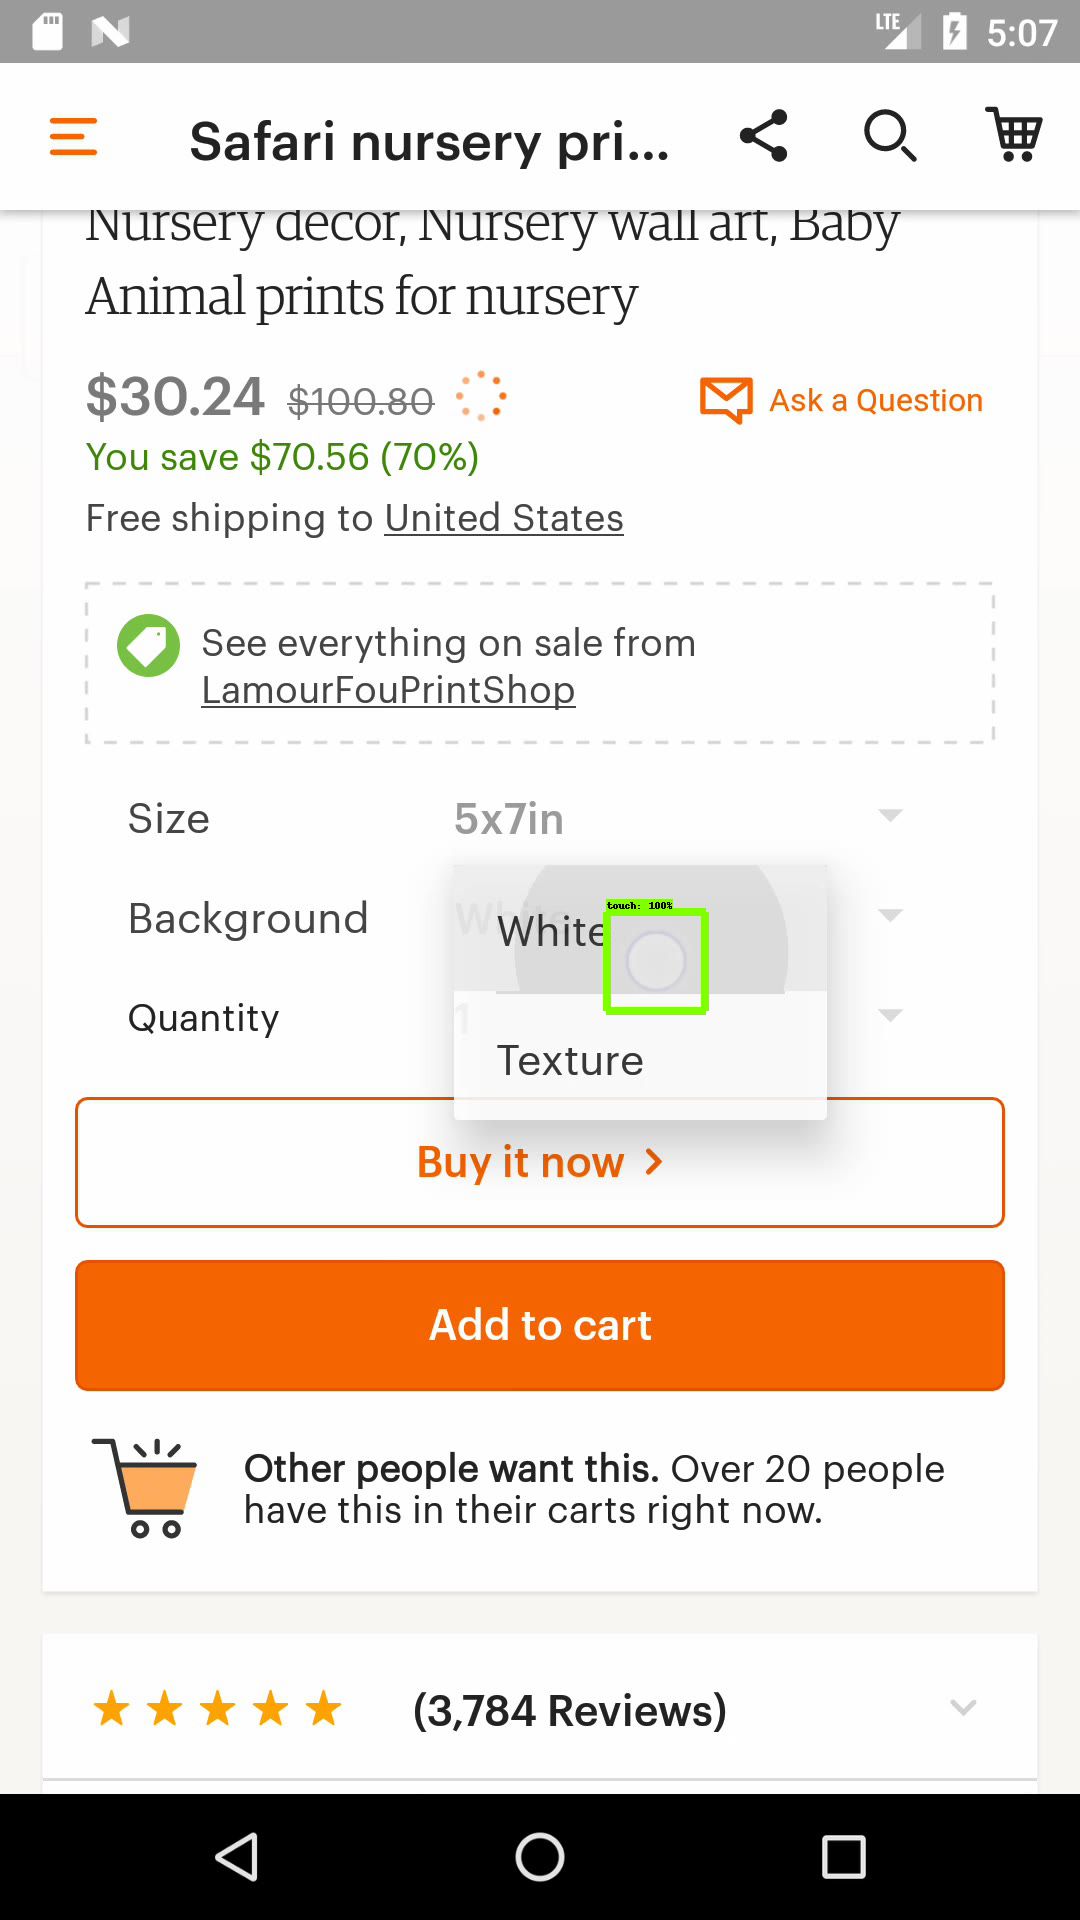 LTE 5:07
Safari nursery pri...
Nursery decor, Nursery wall art, Baby
Animal prints for nursery
$30.24 $100.80 Ask a Question
You save $70.56 (70%)
Free shipping to United States
See everything on sale from
LamourFouPrintShop
Size 5x7in
Background White
touch: 100%
White
Quantity 1
Texture
Buy it now
Add to cart
Other people want this. Over 20 people
have this in their carts right now.
(3,784 Reviews)